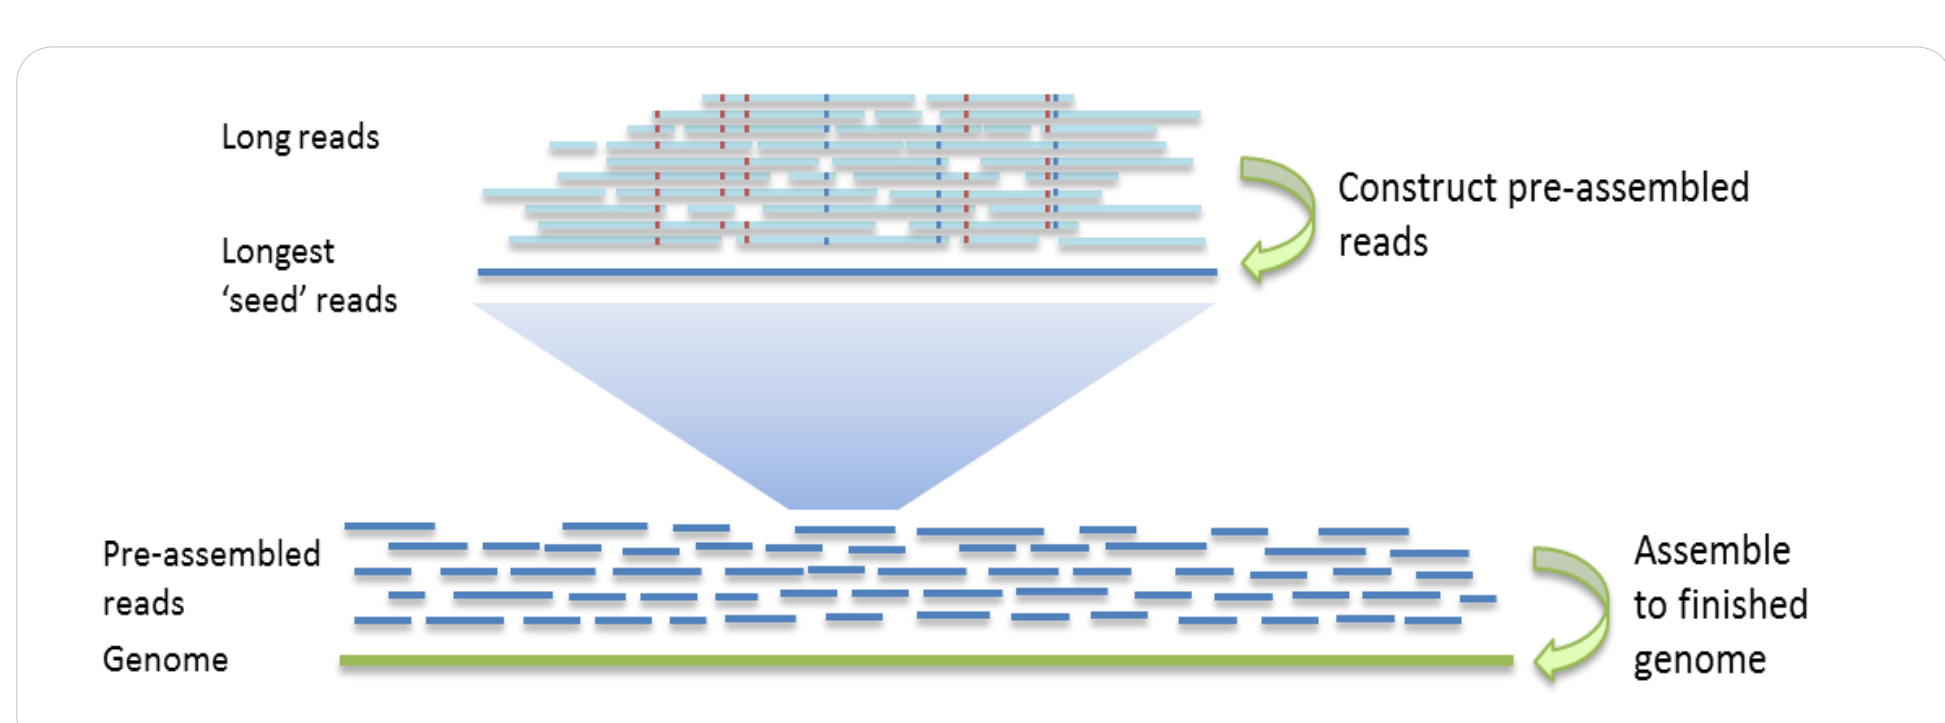 Long reads
Longest
‘seed’ reads
Construct pre-assembled
reads
Pre-assembled
reads
Genome
Assemble
to finished
genome